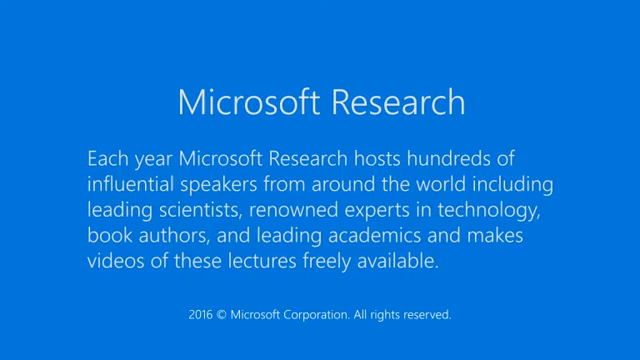 Microsoft Research
Each year Microsoft Research hosts hundreds of
influential speakers from around the world including
leading scientists, renowned experts in technology,
book authors, and leading academics and makes
videos of these lectures freely available.
2016 © Microsoft Corporation. All rights reserved.